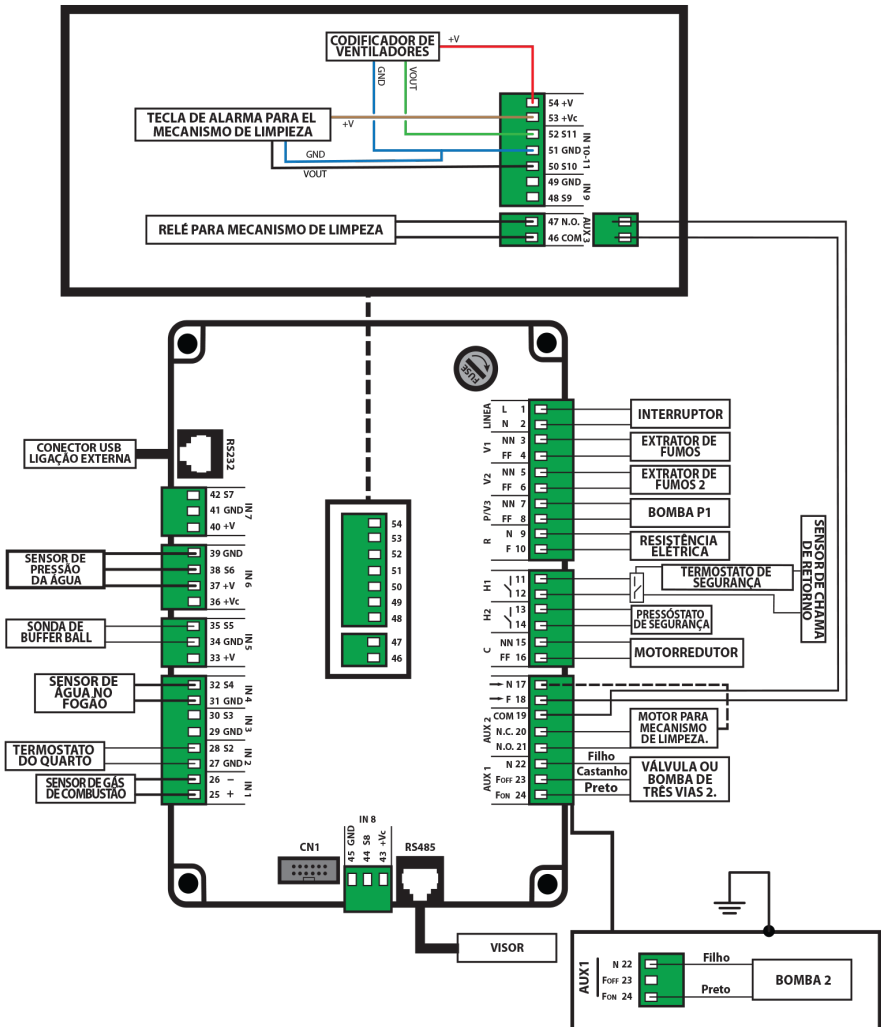 CODIFICADOR DE
VENTILADORES
+V
GND
VOUT
TECLA DE ALARMA PARA EL
MECANISMO DE LIMPIEZA
+V
GND
VOUT
54 +V
53 +Vc
52 S11
51 GND
50 S10
49 GND
48 S9
IN 10-11
IN 9
RELÉ PARA MECANISMO DE LIMPEZA
47 N.O.
46 COM
AUX 3
FUSE
CONECTOR USB
LIGAÇÃO EXTERNA
RS232
42 S7
41 GND
40 +V
IN 7
SENSOR DE
PRESSÃO
DA ÁGUA
39 GND
38 S6
37 +V
36 +Vc
IN 6
SONDA DE
BUFFER BALL
35 S5
34 GND
33 +V
IN 5
SENSOR DE
ÁGUA NO
FOGÃO
32 S4
31 GND
IN 4
30 S3
29 GND
IN 3
TERMOSTATO
DO QUARTO
28 S2
27 GND
IN 2
SENSOR DE GÁS
DE COMBUSTÃO
26 –
25 +
IN 1
54
53
52
51
50
49
48
47
46
LINEA
L 1
N 2
INTERRUPTOR
V1
NN 3
FF 4
EXTRATOR DE
FUMOS
V2
NN 5
FF 6
EXTRATOR DE
FUMOS 2
P/V3
NN 7
FF 8
BOMBA P1
R
N 9
F 10
RESISTÊNCIA
ELÉTRICA
H1
11
12
TERMOSTATO DE
SEGURANÇA
SENSOR DE CHAMA
DE RETORNO
H2
13
14
PRESSÓSTATO
DE SEGURANÇA
C
NN 15
FF 16
MOTORREDUTOR
N 17
F 18
AUX 2
COM 19
N.C. 20
N.O. 21
MOTOR PARA
MECANISMO
DE LIMPEZA.
AUX 1
N 22
FOFF 23
FON 24
Filho
Castanho
Preto
VÁLVULA OU
BOMBA DE
TRÊS VIAS 2.
CN1
IN 8
45 GND
44 S8
43 +Vc
RS485
VISOR
AUX1
N 22
FOFF 23
FON 24
Filho
Preto
BOMBA 2